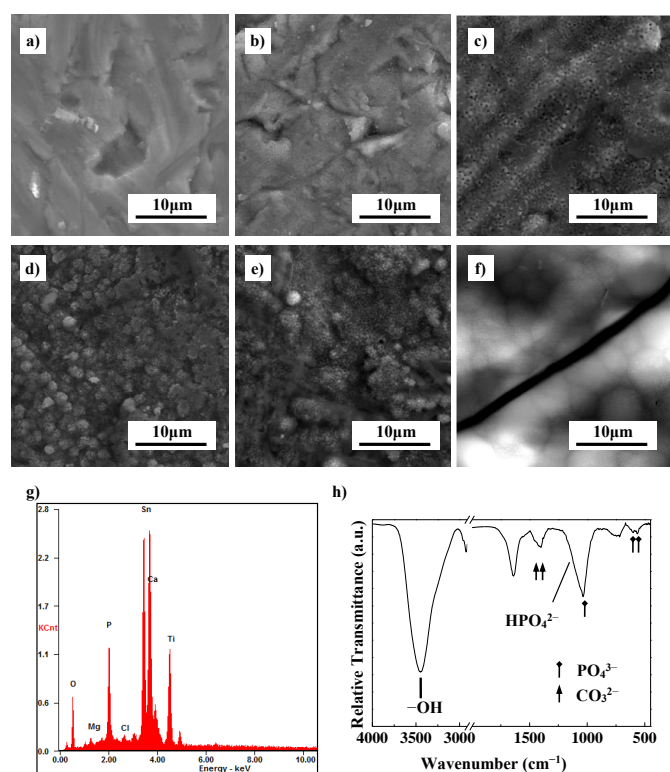 a)
b)
c)
10μm
10μm
10μm
d)
e)
f)
10μm
10μm
10μm
g)
h)
Sn
2.8
2.2
1.7
KCnt
1.1
0.6
0.0
Ca
P
Ti
O
Mg
Cl
0.00
2.00
4.00
6.00
8.00
10.00
Energy - keV
Relative Transmittance (a.u.)
HPO₄²⁻
PO₄³⁻
CO₃²⁻
−OH
4000
3500
3000
1500
1000
500
Wavenumber (cm⁻¹)